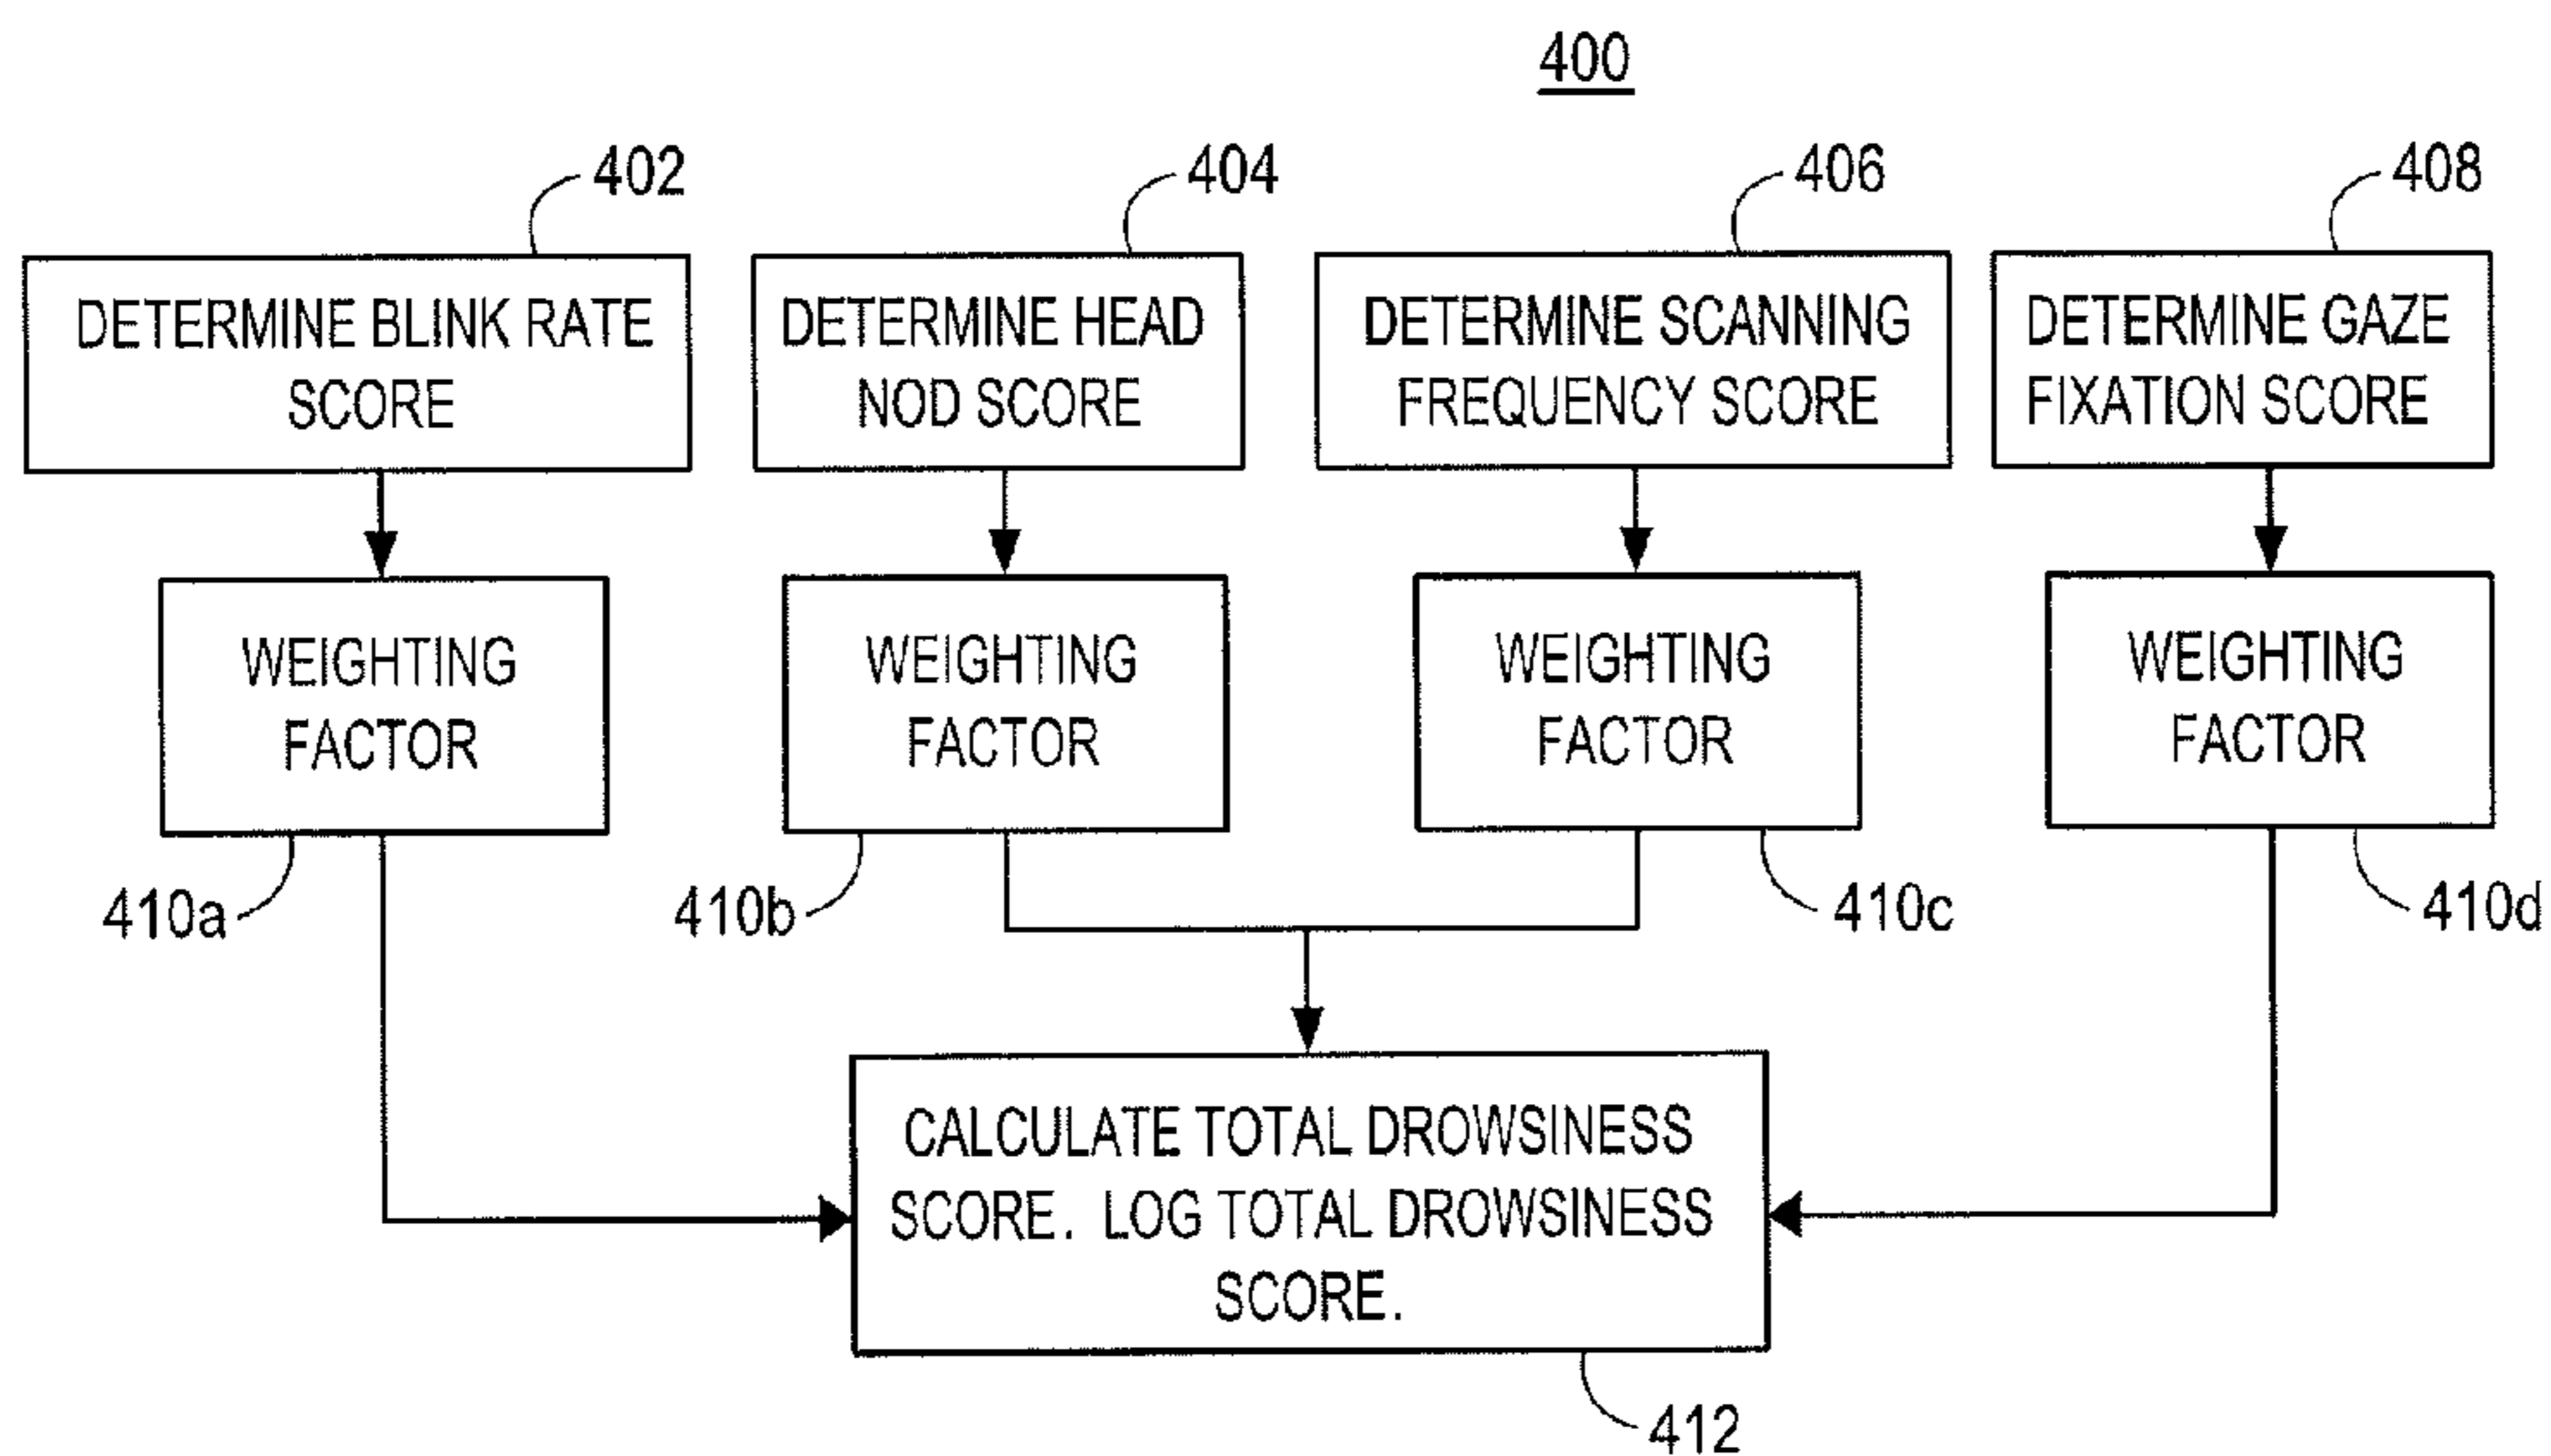 400
402
404
406
408
DETERMINE BLINK RATE
SCORE
DETERMINE HEAD
NOD SCORE
DETERMINE SCANNING
FREQUENCY SCORE
DETERMINE GAZE
FIXATION SCORE
WEIGHTING
FACTOR
WEIGHTING
FACTOR
WEIGHTING
FACTOR
WEIGHTING
FACTOR
410a
410b
410c
410d
CALCULATE TOTAL DROWSINESS
SCORE. LOG TOTAL DROWSINESS
SCORE.
412